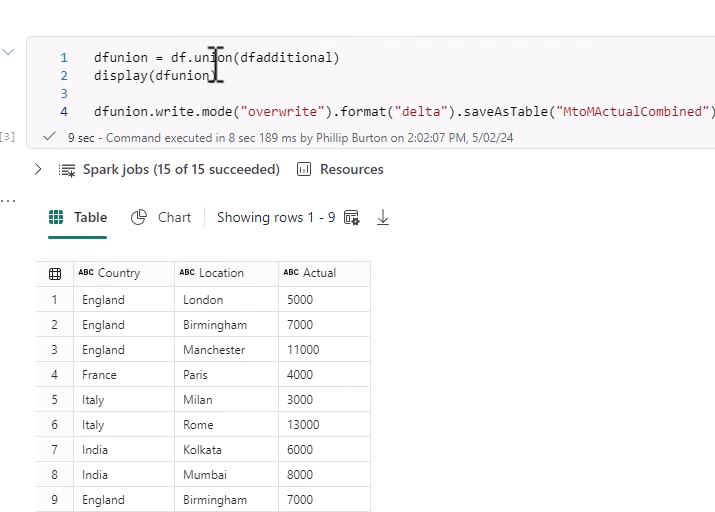 1 dfunion = df.union(dfadditional)
2 display(dfunion)
3
4 dfunion.write.mode("overwrite").format("delta").saveAsTable("MtoMActualCombined")
[3] 9 sec - Command executed in 8 sec 189 ms by Phillip Burton on 2:02:07 PM, 5/02/24
Spark jobs (15 of 15 succeeded) Resources
...
Table Chart Showing rows 1 - 9
ABC Country ABC Location ABC Actual
1 England London 5000
2 England Birmingham 7000
3 England Manchester 11000
4 France Paris 4000
5 Italy Milan 3000
6 Italy Rome 13000
7 India Kolkata 6000
8 India Mumbai 8000
9 England Birmingham 7000